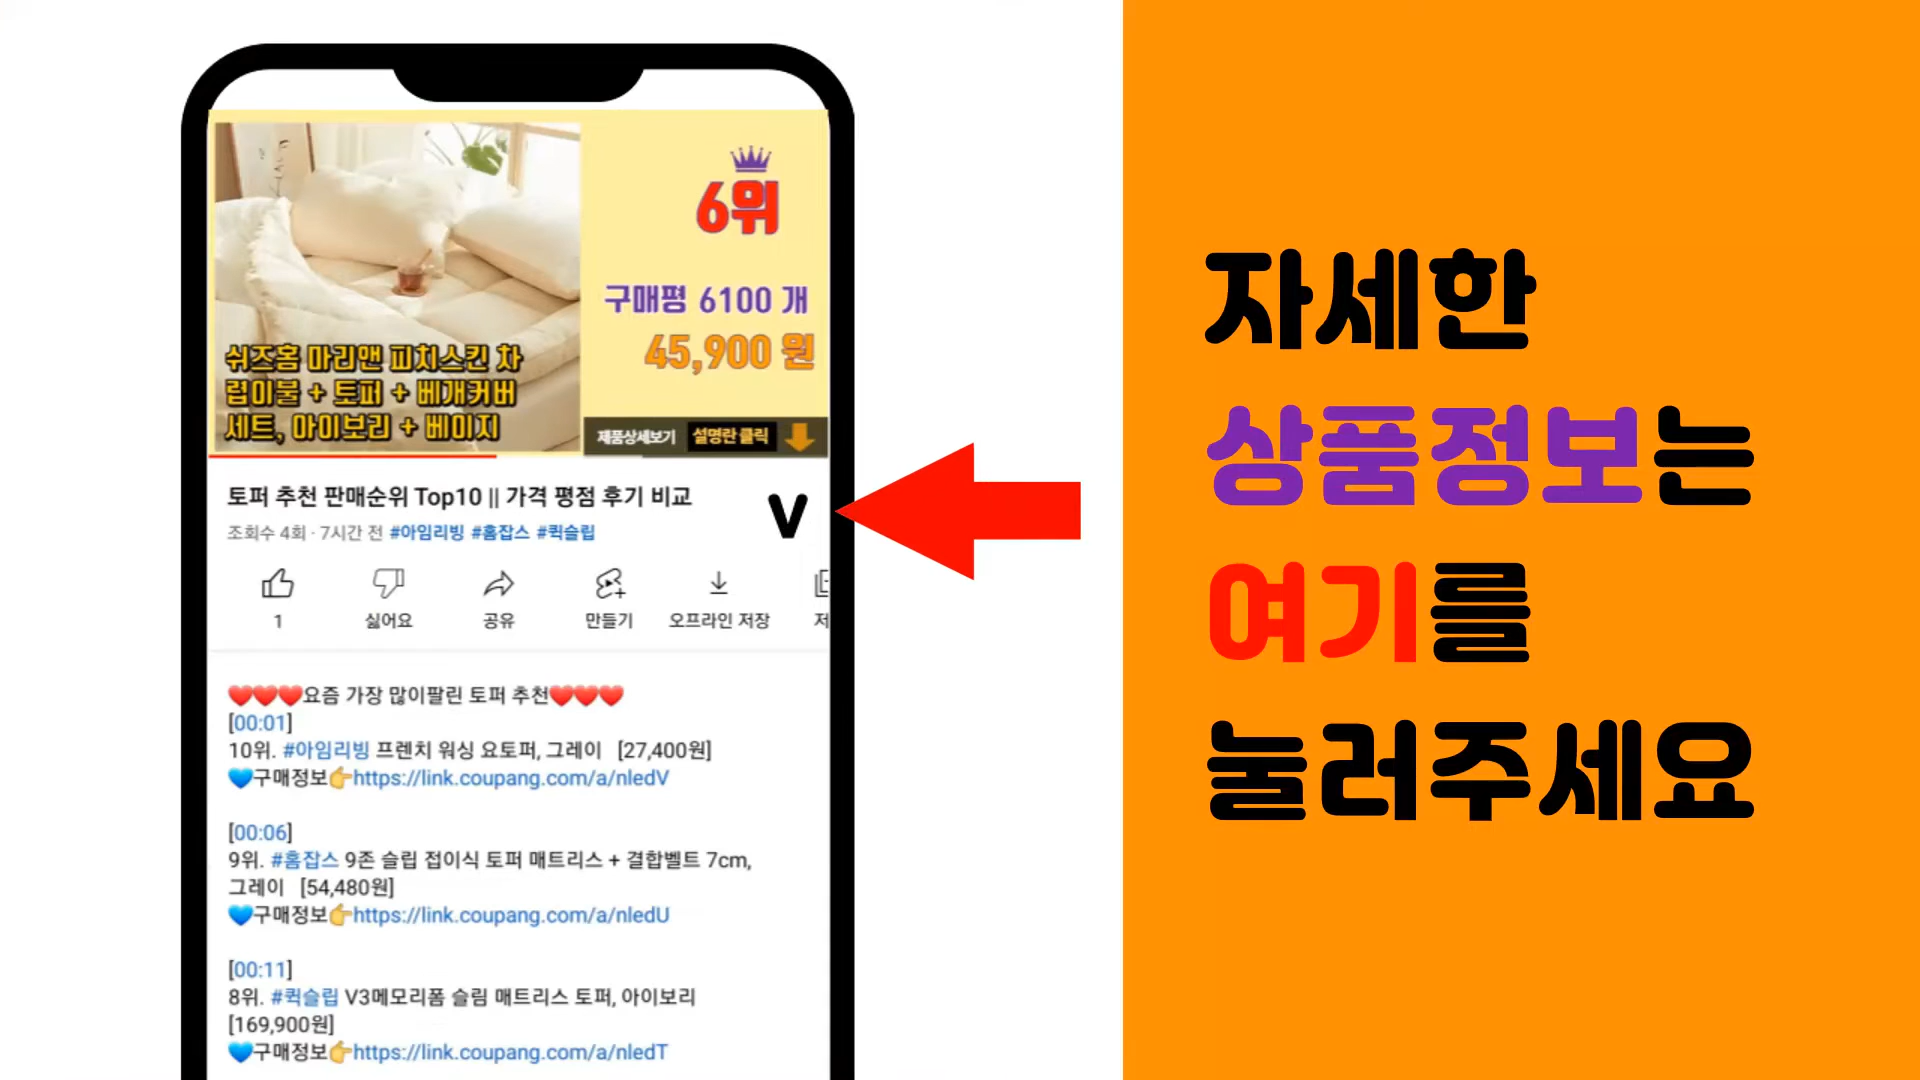 6위
구매평 6100 개
45,900 원
쉬즈홈 마리앤 피치스킨 차
렵이불 + 토퍼 + 베개커버
세트, 아이보리 + 베이지
제품상세보기 설명란 클릭
토퍼 추천 판매순위 Top10 || 가격 평점 후기 비교
V
조회수 4회 · 7시간 전 #아임리빙 #홈잡스 #퀵슬립
1 싫어요 공유 만들기 오프라인 저장 저
❤️❤️❤️요즘 가장 많이팔린 토퍼 추천❤️❤️❤️
[00:01]
10위. #아임리빙 프렌치 워싱 요토퍼, 그레이 [27,400원]
💙구매정보👉https://link.coupang.com/a/nledV
[00:06]
9위. #홈잡스 9존 슬립 접이식 토퍼 매트리스 + 결합벨트 7cm,
그레이 [54,480원]
💙구매정보👉https://link.coupang.com/a/nledU
[00:11]
8위. #퀵슬립 V3메모리폼 슬림 매트리스 토퍼, 아이보리
[169,900원]
💙구매정보👉https://link.coupang.com/a/nledT
자세한
상품정보는
여기를
눌러주세요